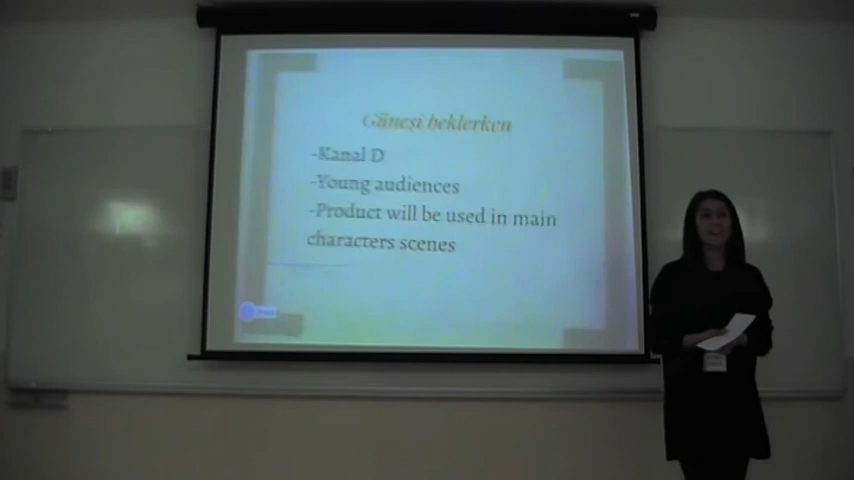 Güneşi beklerken
-Kanal D
-Young audiences
-Product will be used in main
characters scenes